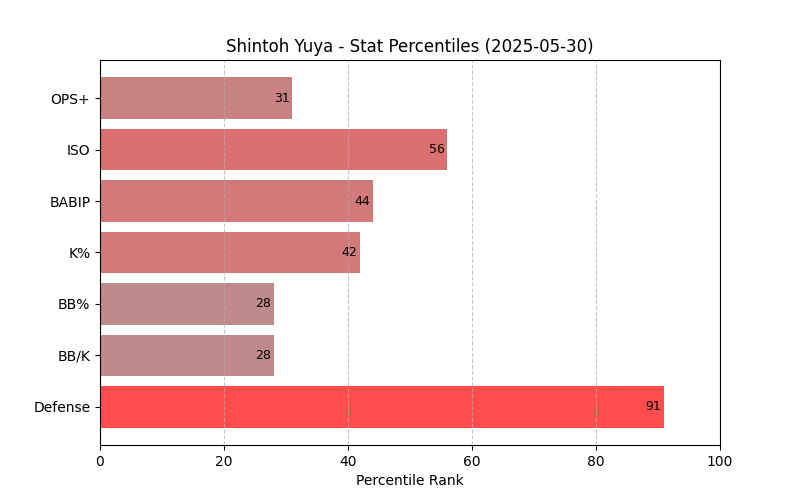 Shintoh Yuya - Stat Percentiles (2025-05-30)
OPS+ 31
ISO 56
BABIP 44
K% 42
BB% 28
BB/K 28
Defense 91
0 20 40 60 80 100
Percentile Rank